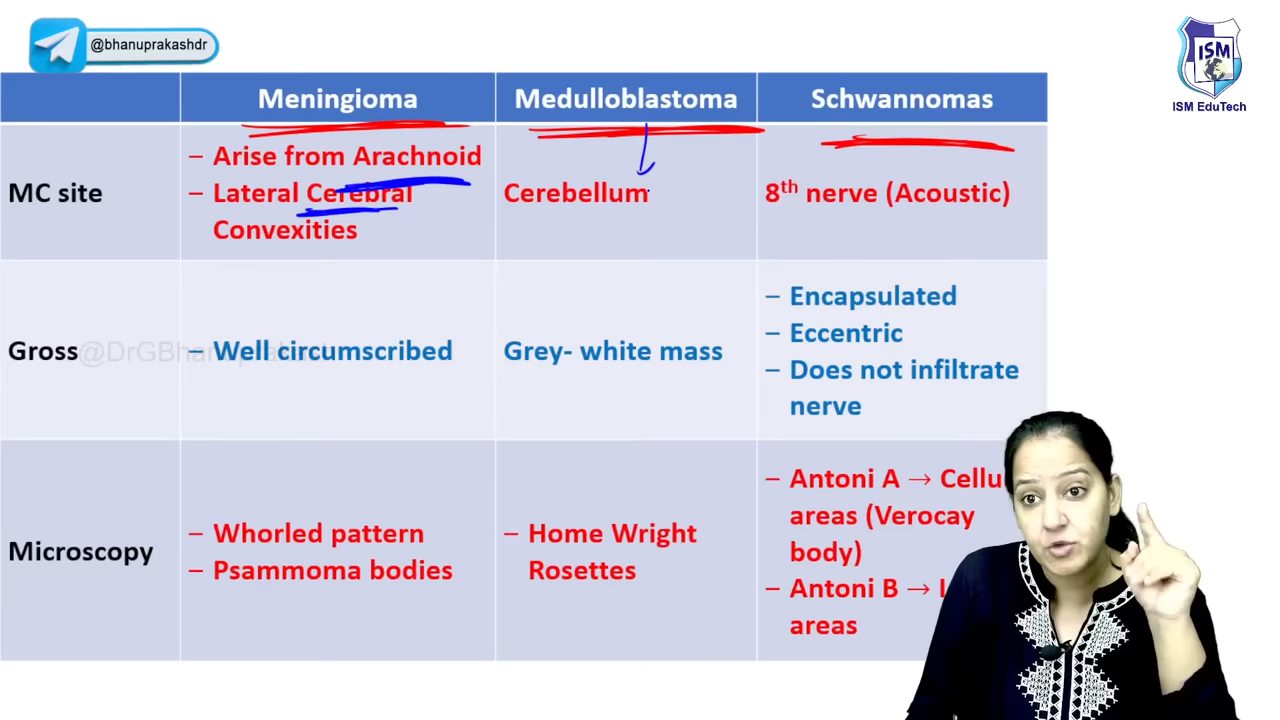 @bhanuprakashdr
ISM
ISM EduTech
Meningioma
Medulloblastoma
Schwannomas
MC site
– Arise from Arachnoid
– Lateral Cerebral
Convexities
Cerebellum
8th nerve (Acoustic)
Gross
– Well circumscribed
Grey- white mass
– Encapsulated
– Eccentric
– Does not infiltrate
nerve
Microscopy
– Whorled pattern
– Psammoma bodies
– Home Wright
Rosettes
– Antoni A →
areas (Verocay
body)
– Antoni B →
areas